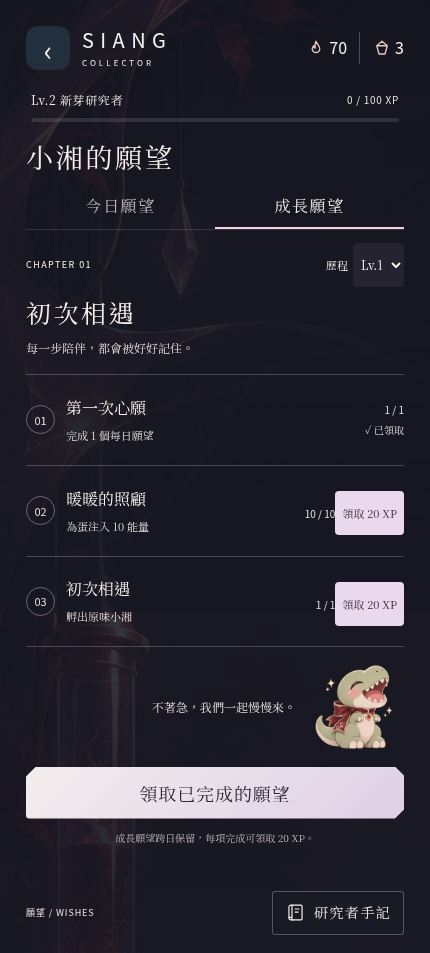 ‹ SIANG 70 3
COLLECTOR
Lv.2 新芽研究者 0 / 100 XP
小湘的願望
今日願望 成長願望
CHAPTER 01 歷程 Lv.1
初次相遇
每一步陪伴，都會被好好記住。
01 第一次心願 1 / 1
完成 1 個每日願望 ✓ 已領取
02 暖暖的照顧 10 / 10 領取 20 XP
為蛋注入 10 能量
03 初次相遇 1 / 1 領取 20 XP
孵出原味小湘
不著急，我們一起慢慢來。
領取已完成的願望
成長願望跨日保留，每項完成可領取 20 XP。
願望 / WISHES 研究者手記